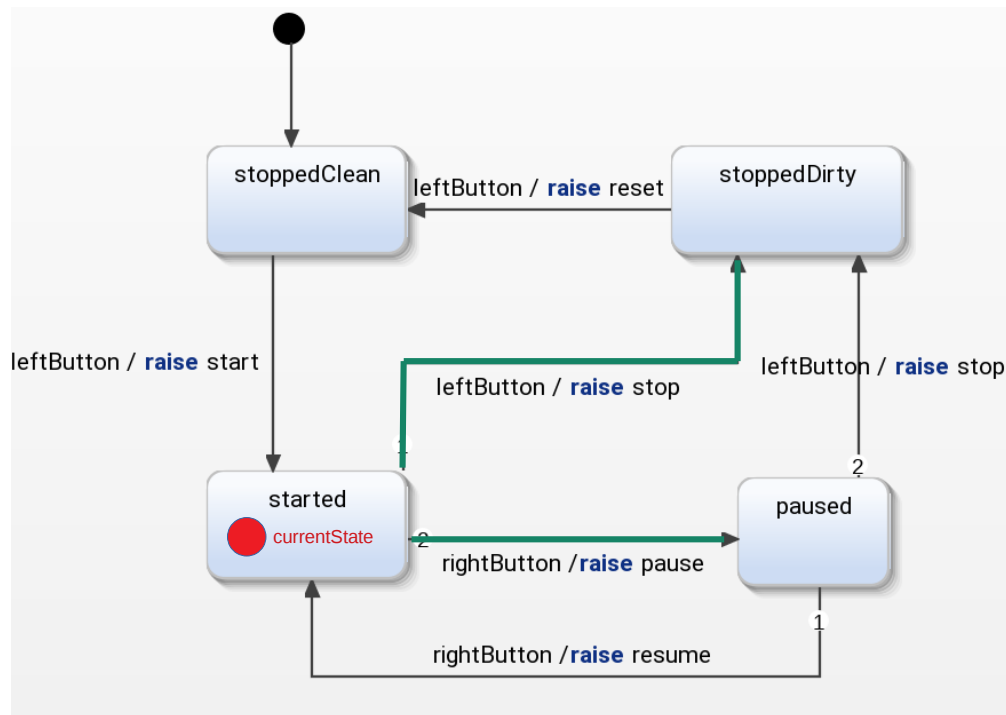 stoppedClean
stoppedDirty
leftButton / raise reset
leftButton / raise start
leftButton / raise stop
leftButton / raise stop
1
2
started
currentState
2
paused
rightButton /raise pause
1
rightButton /raise resume